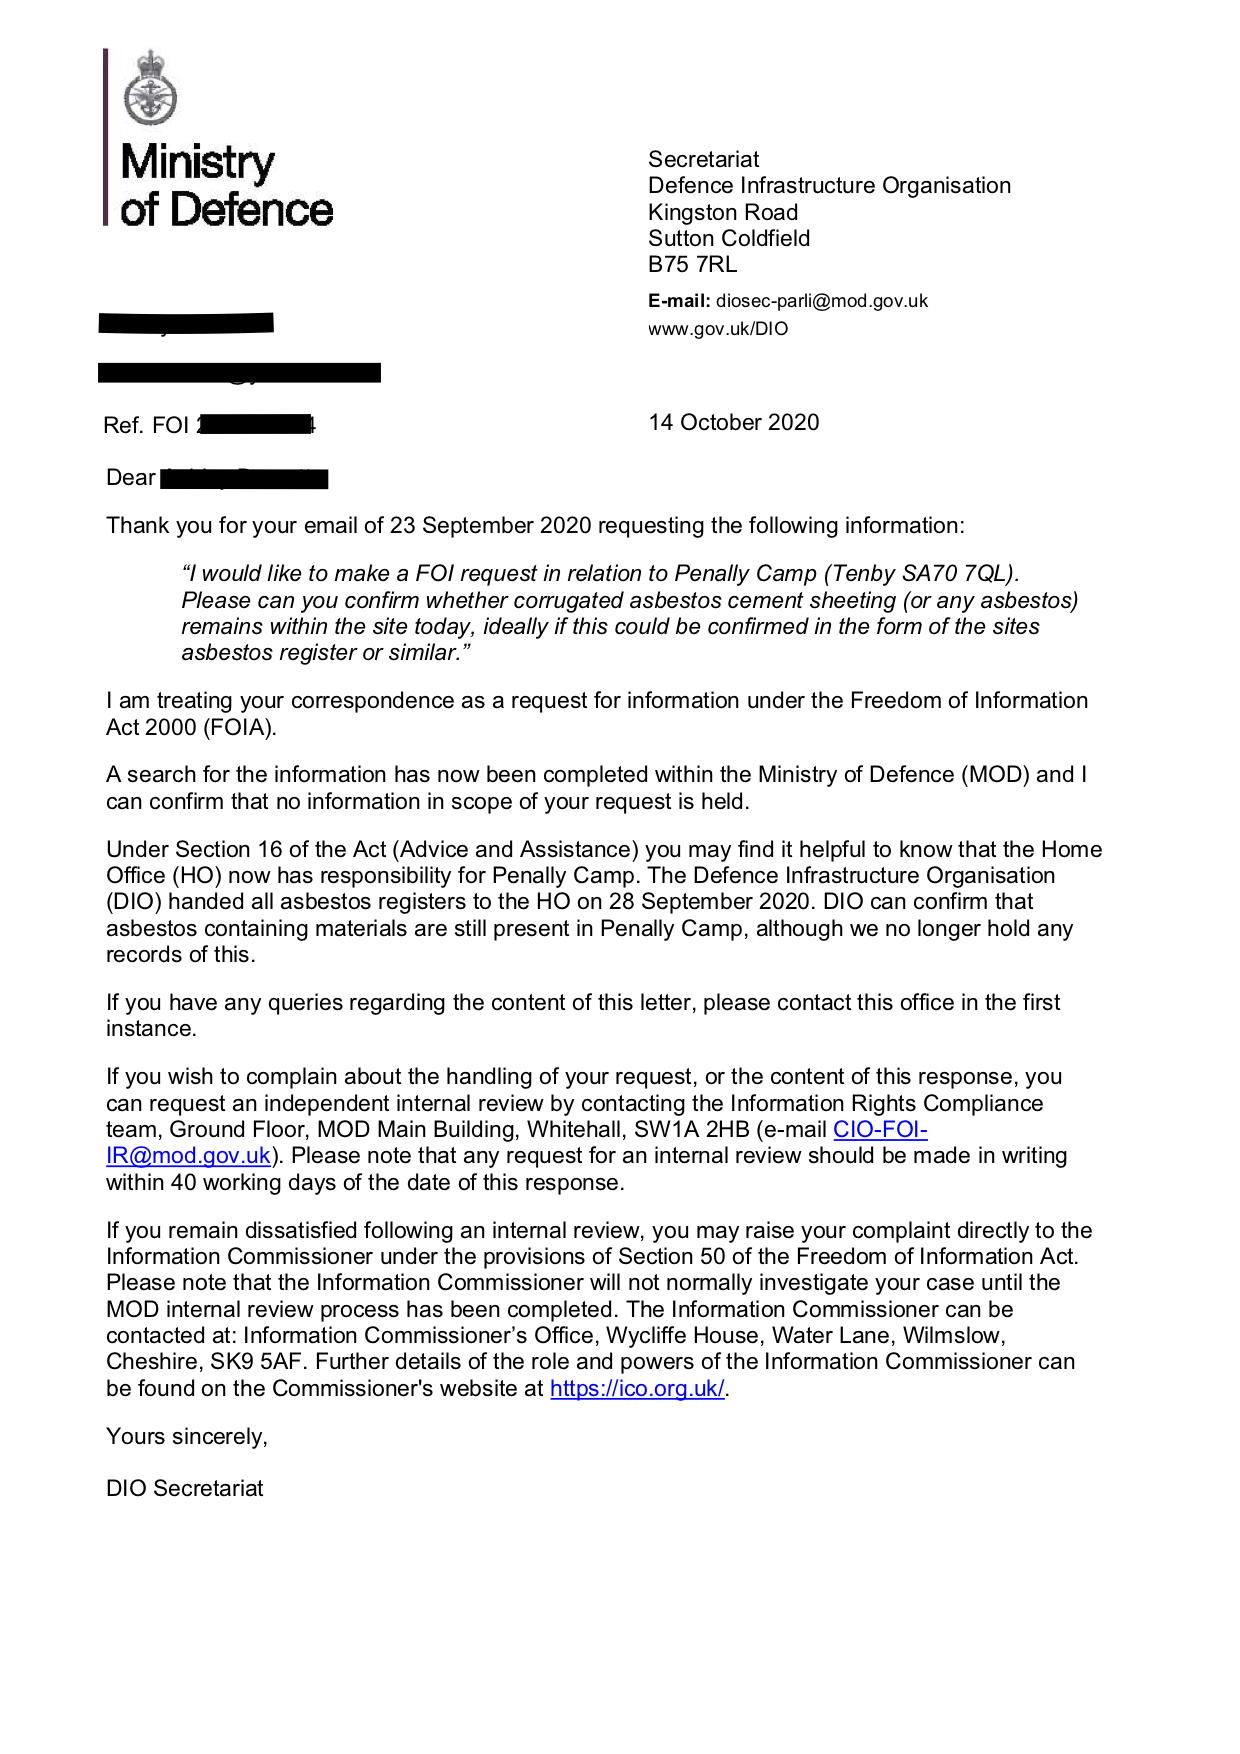 Ministry
of Defence
Secretariat
Defence Infrastructure Organisation
Kingston Road
Sutton Coldfield
B75 7RL
E-mail: diosec-parli@mod.gov.uk
www.gov.uk/DIO
Ref. FOI
14 October 2020
Dear
Thank you for your email of 23 September 2020 requesting the following information:
“I would like to make a FOI request in relation to Penally Camp (Tenby SA70 7QL).
Please can you confirm whether corrugated asbestos cement sheeting (or any asbestos)
remains within the site today, ideally if this could be confirmed in the form of the sites
asbestos register or similar.”
I am treating your correspondence as a request for information under the Freedom of Information
Act 2000 (FOIA).
A search for the information has now been completed within the Ministry of Defence (MOD) and I
can confirm that no information in scope of your request is held.
Under Section 16 of the Act (Advice and Assistance) you may find it helpful to know that the Home
Office (HO) now has responsibility for Penally Camp. The Defence Infrastructure Organisation
(DIO) handed all asbestos registers to the HO on 28 September 2020. DIO can confirm that
asbestos containing materials are still present in Penally Camp, although we no longer hold any
records of this.
If you have any queries regarding the content of this letter, please contact this office in the first
instance.
If you wish to complain about the handling of your request, or the content of this response, you
can request an independent internal review by contacting the Information Rights Compliance
team, Ground Floor, MOD Main Building, Whitehall, SW1A 2HB (e-mail CIO-FOI-
IR@mod.gov.uk). Please note that any request for an internal review should be made in writing
within 40 working days of the date of this response.
If you remain dissatisfied following an internal review, you may raise your complaint directly to the
Information Commissioner under the provisions of Section 50 of the Freedom of Information Act.
Please note that the Information Commissioner will not normally investigate your case until the
MOD internal review process has been completed. The Information Commissioner can be
contacted at: Information Commissioner’s Office, Wycliffe House, Water Lane, Wilmslow,
Cheshire, SK9 5AF. Further details of the role and powers of the Information Commissioner can
be found on the Commissioner's website at https://ico.org.uk/.
Yours sincerely,
DIO Secretariat